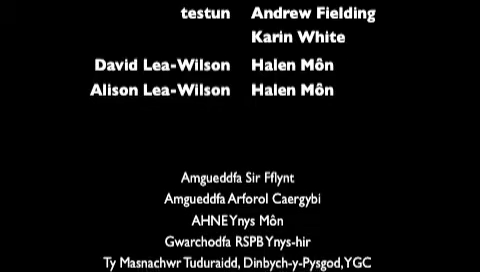 testun Andrew Fielding
Karin White
David Lea-Wilson Halen Môn
Alison Lea-Wilson Halen Môn
Amgueddfa Sir Fflynt
Amgueddfa Arforol Caergybi
AHNE Ynys Môn
Gwarchodfa RSPB Ynys-hir
Ty Masnachwr Tuduraidd, Dinbych-y-Pysgod, YGC